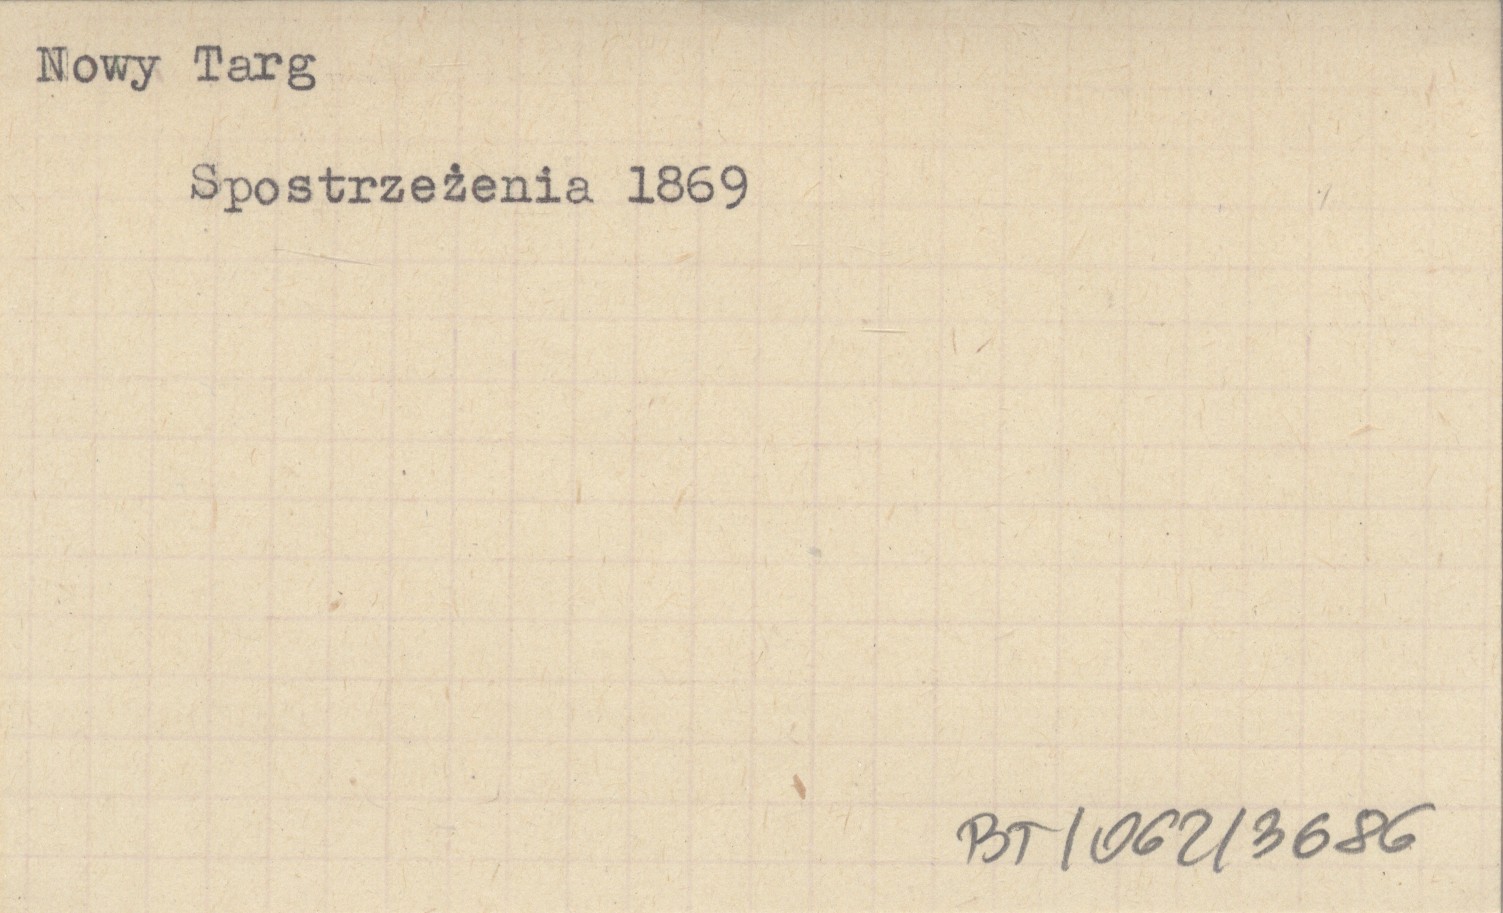 Nowy Targ
Spostrzeżenia 1869
BT/062/3686